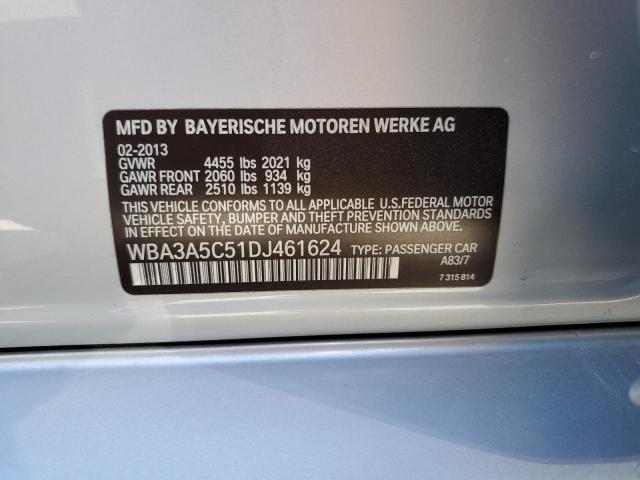 MFD BY BAYERISCHE MOTOREN WERKE AG
02-2013
GVWR 4455 lbs 2021 kg
GAWR FRONT 2060 lbs 934 kg
GAWR REAR 2510 lbs 1139 kg
THIS VEHICLE CONFORMS TO ALL APPLICABLE U.S.FEDERAL MOTOR
VEHICLE SAFETY, BUMPER AND THEFT PREVENTION STANDARDS
IN EFFECT ON THE DATE OF MANUFACTURE SHOWN ABOVE.
WBA3A5C51DJ461624 TYPE: PASSENGER CAR
A83/7
7 315 814